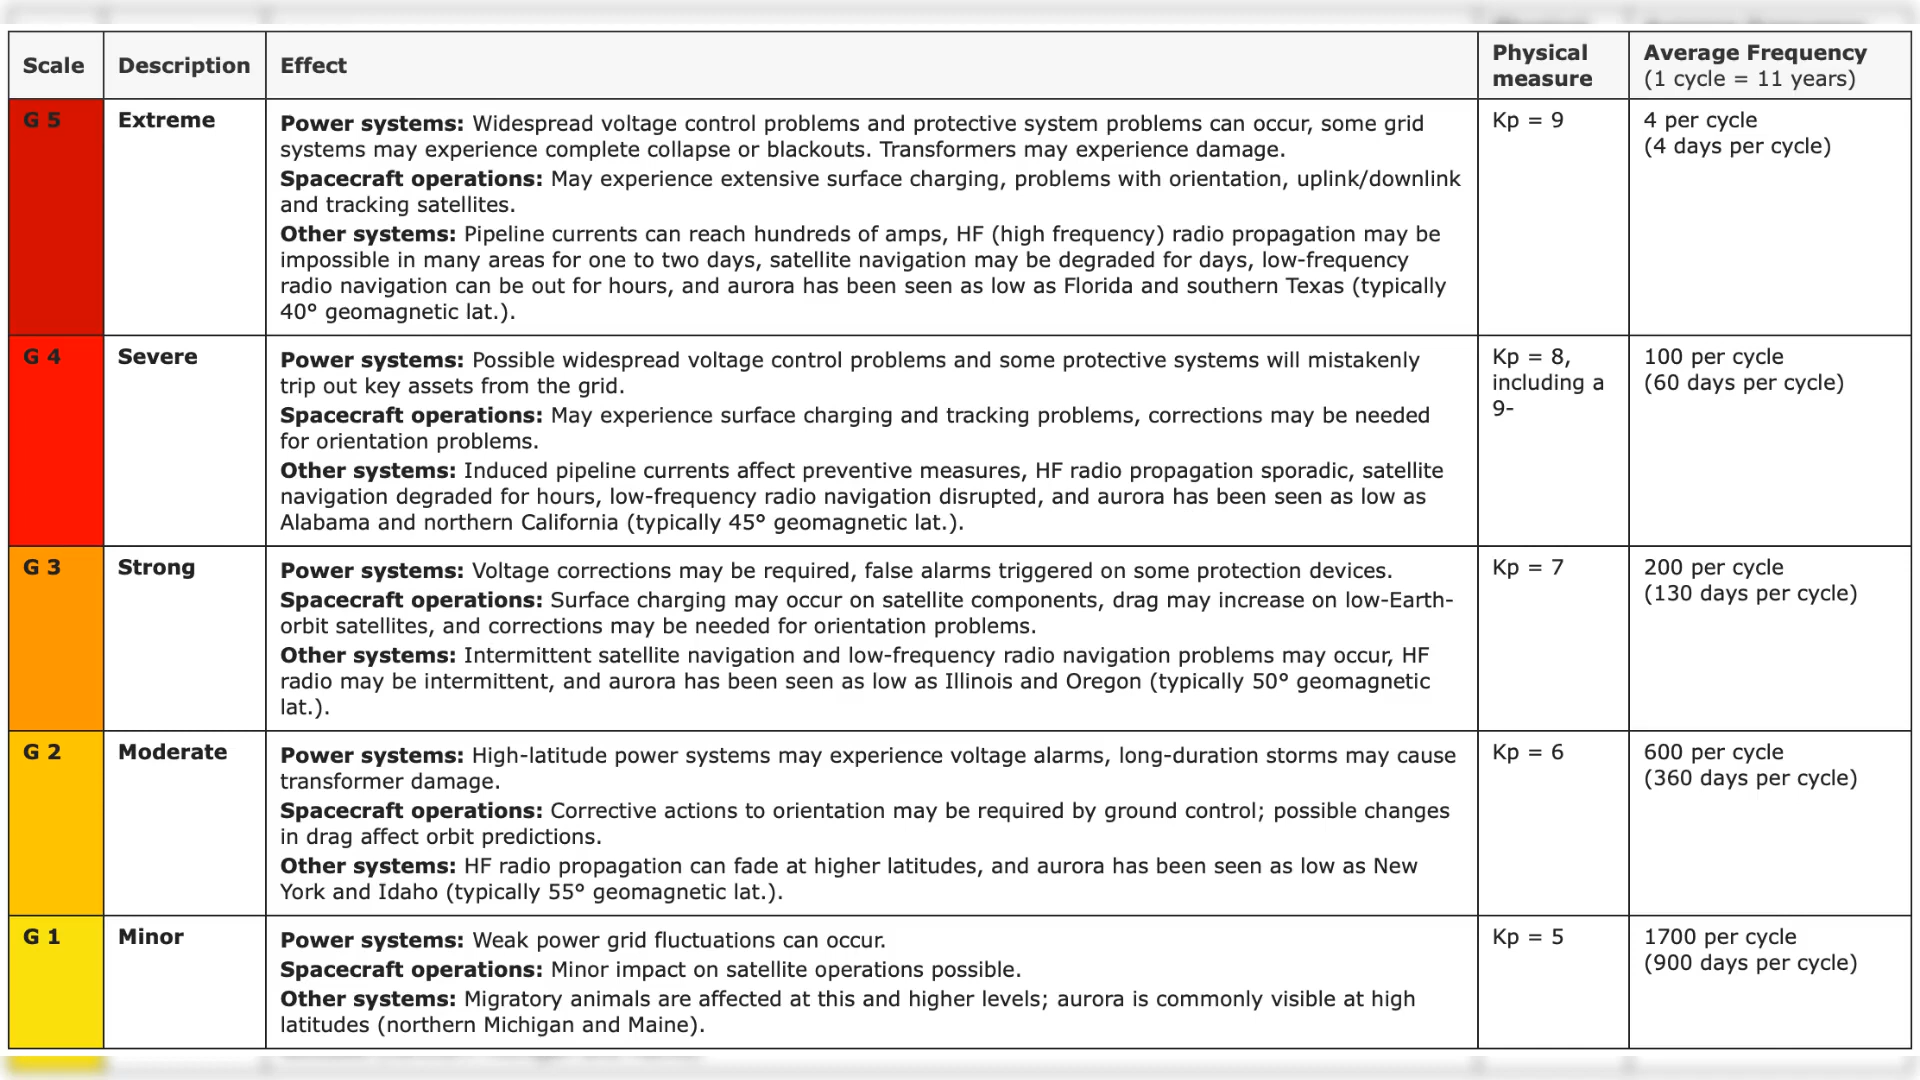 Scale
Description
Effect
Physical
measure
Average Frequency
(1 cycle = 11 years)
G 5
Extreme
Power systems: Widespread voltage control problems and protective system problems can occur, some grid
systems may experience complete collapse or blackouts. Transformers may experience damage.
Spacecraft operations: May experience extensive surface charging, problems with orientation, uplink/downlink
and tracking satellites.
Other systems: Pipeline currents can reach hundreds of amps, HF (high frequency) radio propagation may be
impossible in many areas for one to two days, satellite navigation may be degraded for days, low-frequency
radio navigation can be out for hours, and aurora has been seen as low as Florida and southern Texas (typically
40° geomagnetic lat.).
Kp = 9
4 per cycle
(4 days per cycle)
G 4
Severe
Power systems: Possible widespread voltage control problems and some protective systems will mistakenly
trip out key assets from the grid.
Spacecraft operations: May experience surface charging and tracking problems, corrections may be needed
for orientation problems.
Other systems: Induced pipeline currents affect preventive measures, HF radio propagation sporadic, satellite
navigation degraded for hours, low-frequency radio navigation disrupted, and aurora has been seen as low as
Alabama and northern California (typically 45° geomagnetic lat.).
Kp = 8,
including a
9-
100 per cycle
(60 days per cycle)
G 3
Strong
Power systems: Voltage corrections may be required, false alarms triggered on some protection devices.
Spacecraft operations: Surface charging may occur on satellite components, drag may increase on low-Earth-
orbit satellites, and corrections may be needed for orientation problems.
Other systems: Intermittent satellite navigation and low-frequency radio navigation problems may occur, HF
radio may be intermittent, and aurora has been seen as low as Illinois and Oregon (typically 50° geomagnetic
lat.).
Kp = 7
200 per cycle
(130 days per cycle)
G 2
Moderate
Power systems: High-latitude power systems may experience voltage alarms, long-duration storms may cause
transformer damage.
Spacecraft operations: Corrective actions to orientation may be required by ground control; possible changes
in drag affect orbit predictions.
Other systems: HF radio propagation can fade at higher latitudes, and aurora has been seen as low as New
York and Idaho (typically 55° geomagnetic lat.).
Kp = 6
600 per cycle
(360 days per cycle)
G 1
Minor
Power systems: Weak power grid fluctuations can occur.
Spacecraft operations: Minor impact on satellite operations possible.
Other systems: Migratory animals are affected at this and higher levels; aurora is commonly visible at high
latitudes (northern Michigan and Maine).
Kp = 5
1700 per cycle
(900 days per cycle)